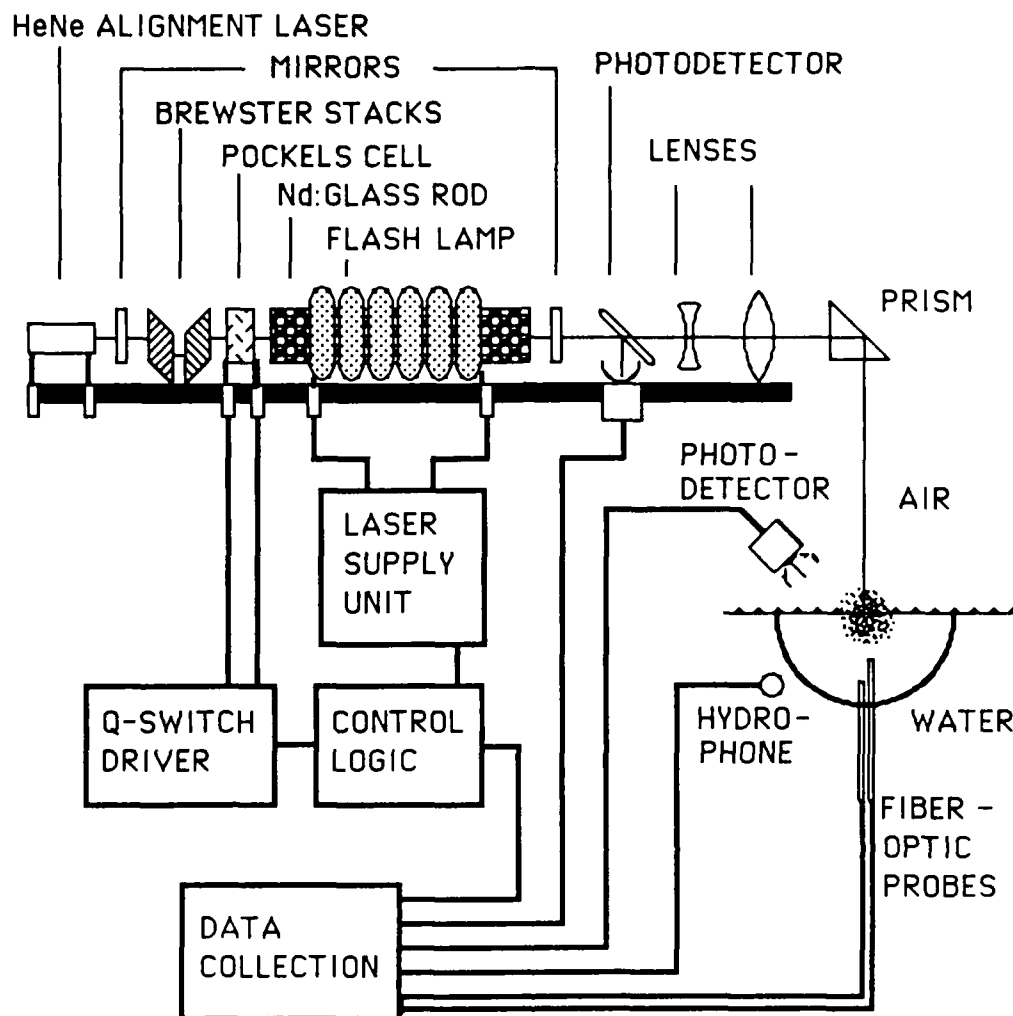 HeNe ALIGNMENT LASER
MIRRORS
PHOTODETECTOR
BREWSTER STACKS
LENSES
POCKELS CELL
Nd:GLASS ROD
FLASH LAMP
PRISM
PHOTO-
DETECTOR
AIR
LASER
SUPPLY
UNIT
Q-SWITCH
DRIVER
CONTROL
LOGIC
HYDRO-
PHONE
WATER
FIBER-
OPTIC
PROBES
DATA
COLLECTION